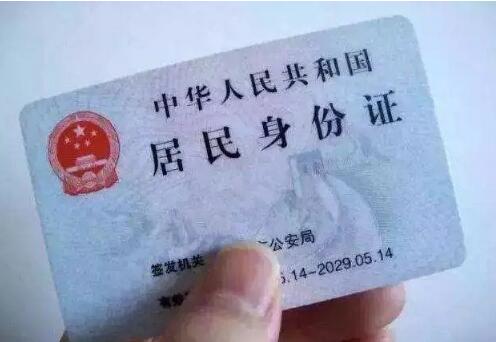 中华人民共和国
居民身份证
签发机关 公安局
.14-2029.05.14